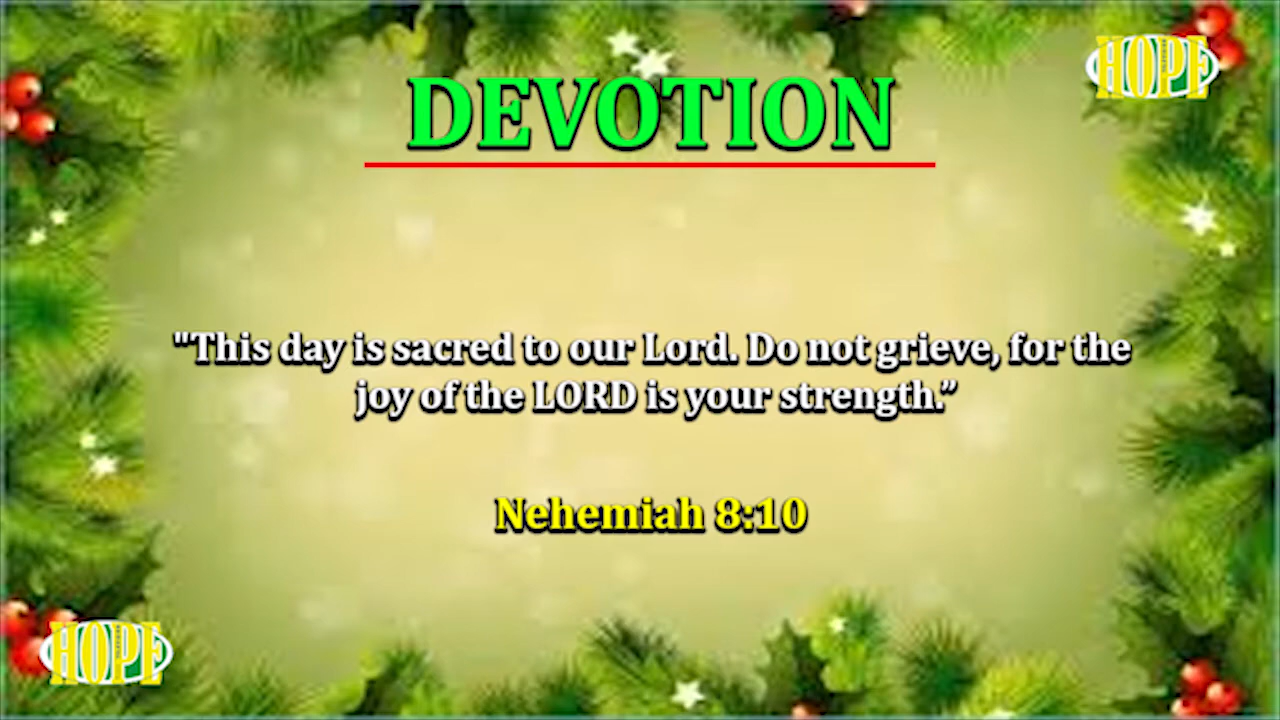 HOPE
DEVOTION
"This day is sacred to our Lord. Do not grieve, for the
joy of the LORD is your strength.”
Nehemiah 8:10
HOPE